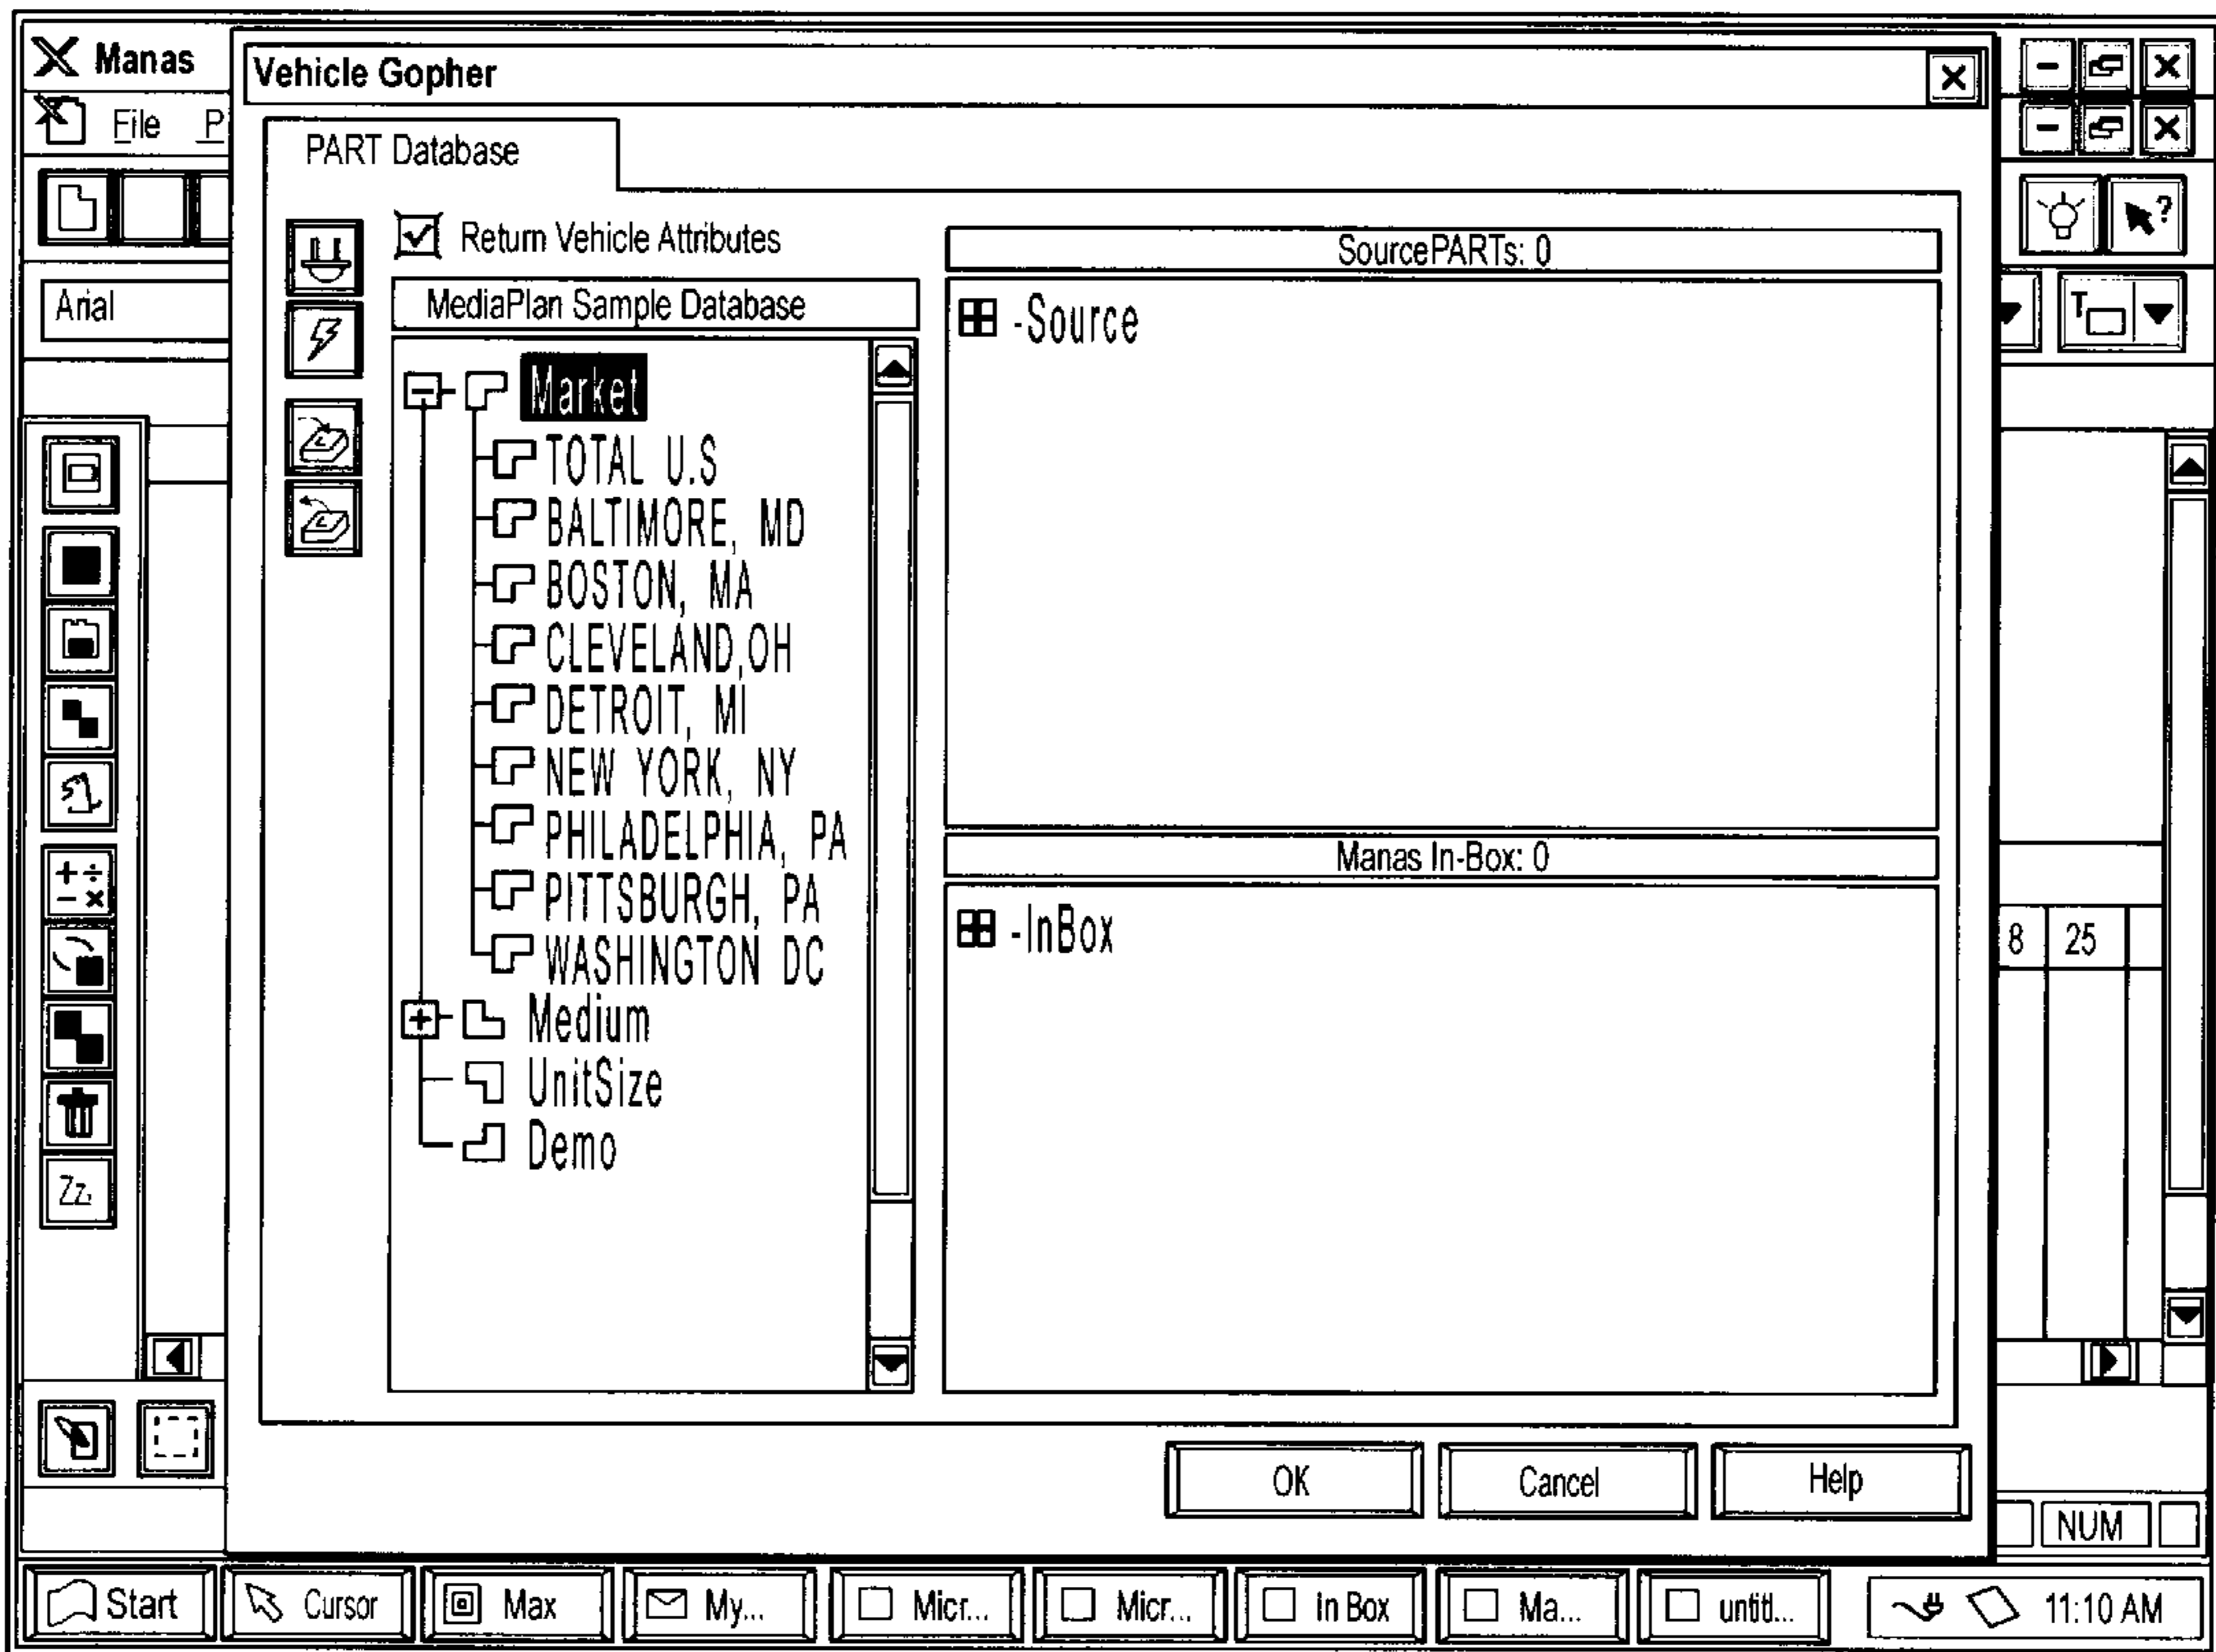 Manas
Vehicle Gopher
File P
PART Database
Return Vehicle Attributes
SourcePARTs: 0
Arial
MediaPlan Sample Database
-Source
T
Market
TOTAL U.S
BALTIMORE, MD
BOSTON, MA
CLEVELAND,OH
DETROIT, MI
NEW YORK, NY
PHILADELPHIA, PA
PITTSBURGH, PA
WASHINGTON DC
Medium
UnitSize
Demo
Manas In-Box: 0
-InBox
8 25
Zz
OK Cancel Help
NUM
Start Cursor Max My... Micr... Micr... in Box Ma... untitl... 11:10 AM